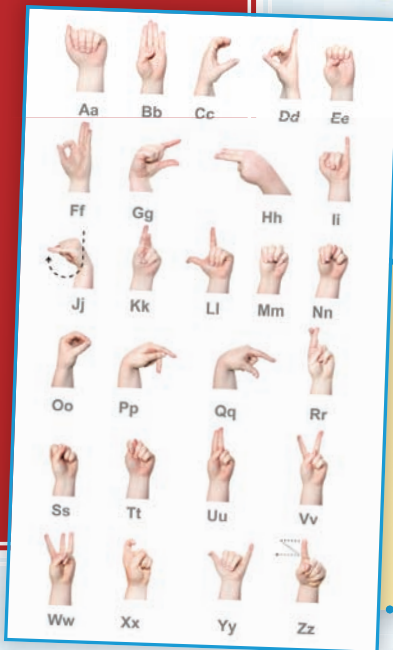 Aa Bb Cc Dd Ee
Ff Gg Hh Ii
Jj Kk Ll Mm Nn
Oo Pp Qq Rr
Ss Tt Uu Vv
Ww Xx Yy Zz